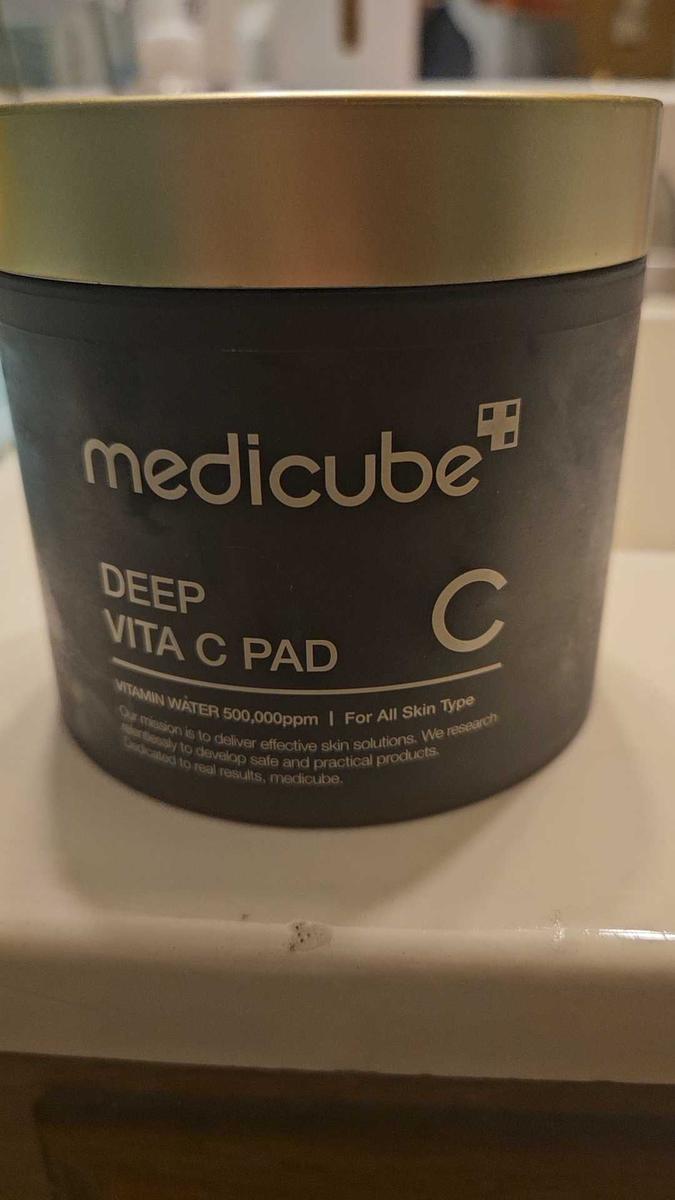 medicube
DEEP
VITA C PAD
C
VITAMIN WATER 500,000ppm | For All Skin Type
Our mission is to deliver effective skin solutions. We research
relentlessly to develop safe and practical products.
Dedicated to real results, medicube.